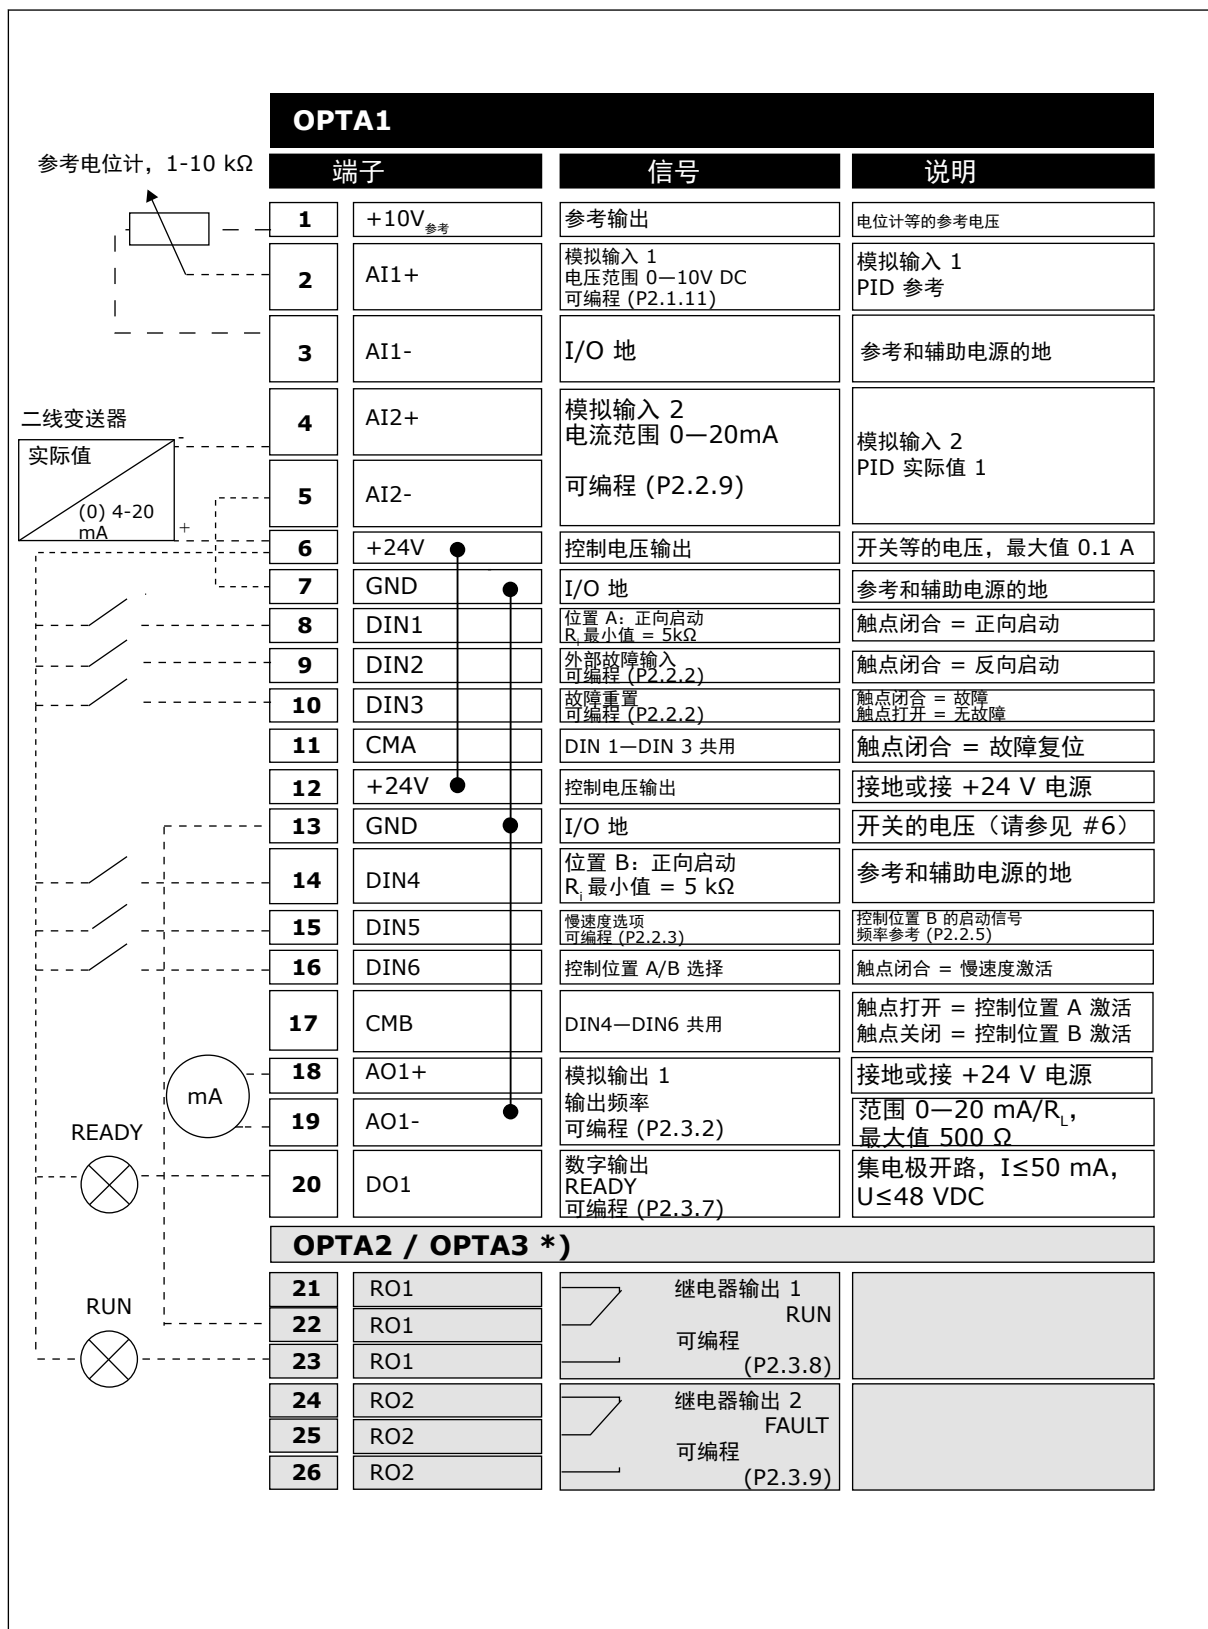 OPTA1
参考电位计，1-10 kΩ
端子 信号 说明
1 +10V参考 参考输出 电位计等的参考电压
2 AI1+ 模拟输入 1
电压范围 0—10V DC
可编程 (P2.1.11)
模拟输入 1
PID 参考
3 AI1- I/O 地 参考和辅助电源的地
二线变送器
实际值
(0) 4-20
mA
-
+
4 AI2+ 模拟输入 2
电流范围 0—20mA
可编程 (P2.2.9)
模拟输入 2
PID 实际值 1
5 AI2-
6 +24V 控制电压输出 开关等的电压，最大值 0.1 A
7 GND I/O 地 参考和辅助电源的地
8 DIN1 位置 A：正向启动
Ri 最小值 = 5kΩ
触点闭合 = 正向启动
9 DIN2 外部故障输入
可编程 (P2.2.2)
触点闭合 = 反向启动
10 DIN3 故障重置
可编程 (P2.2.2)
触点闭合 = 故障
触点打开 = 无故障
11 CMA DIN 1—DIN 3 共用 触点闭合 = 故障复位
12 +24V 控制电压输出 接地或接 +24 V 电源
13 GND I/O 地 开关的电压（请参见 #6）
14 DIN4 位置 B：正向启动
Ri 最小值 = 5 kΩ
参考和辅助电源的地
15 DIN5 慢速度选项
可编程 (P2.2.3)
控制位置 B 的启动信号
频率参考 (P2.2.5)
16 DIN6 控制位置 A/B 选择 触点闭合 = 慢速度激活
17 CMB DIN4—DIN6 共用 触点打开 = 控制位置 A 激活
触点关闭 = 控制位置 B 激活
mA
18 AO1+ 模拟输出 1
输出频率
可编程 (P2.3.2)
接地或接 +24 V 电源
19 AO1- 范围 0—20 mA/RL，
最大值 500 Ω
READY
20 DO1 数字输出
READY
可编程 (P2.3.7)
集电极开路，I≤50 mA，
U≤48 VDC
OPTA2 / OPTA3 *)
RUN
21 RO1 继电器输出 1
22 RO1 RUN
可编程
23 RO1 (P2.3.8)
24 RO2 继电器输出 2
25 RO2 FAULT
可编程
26 RO2 (P2.3.9)